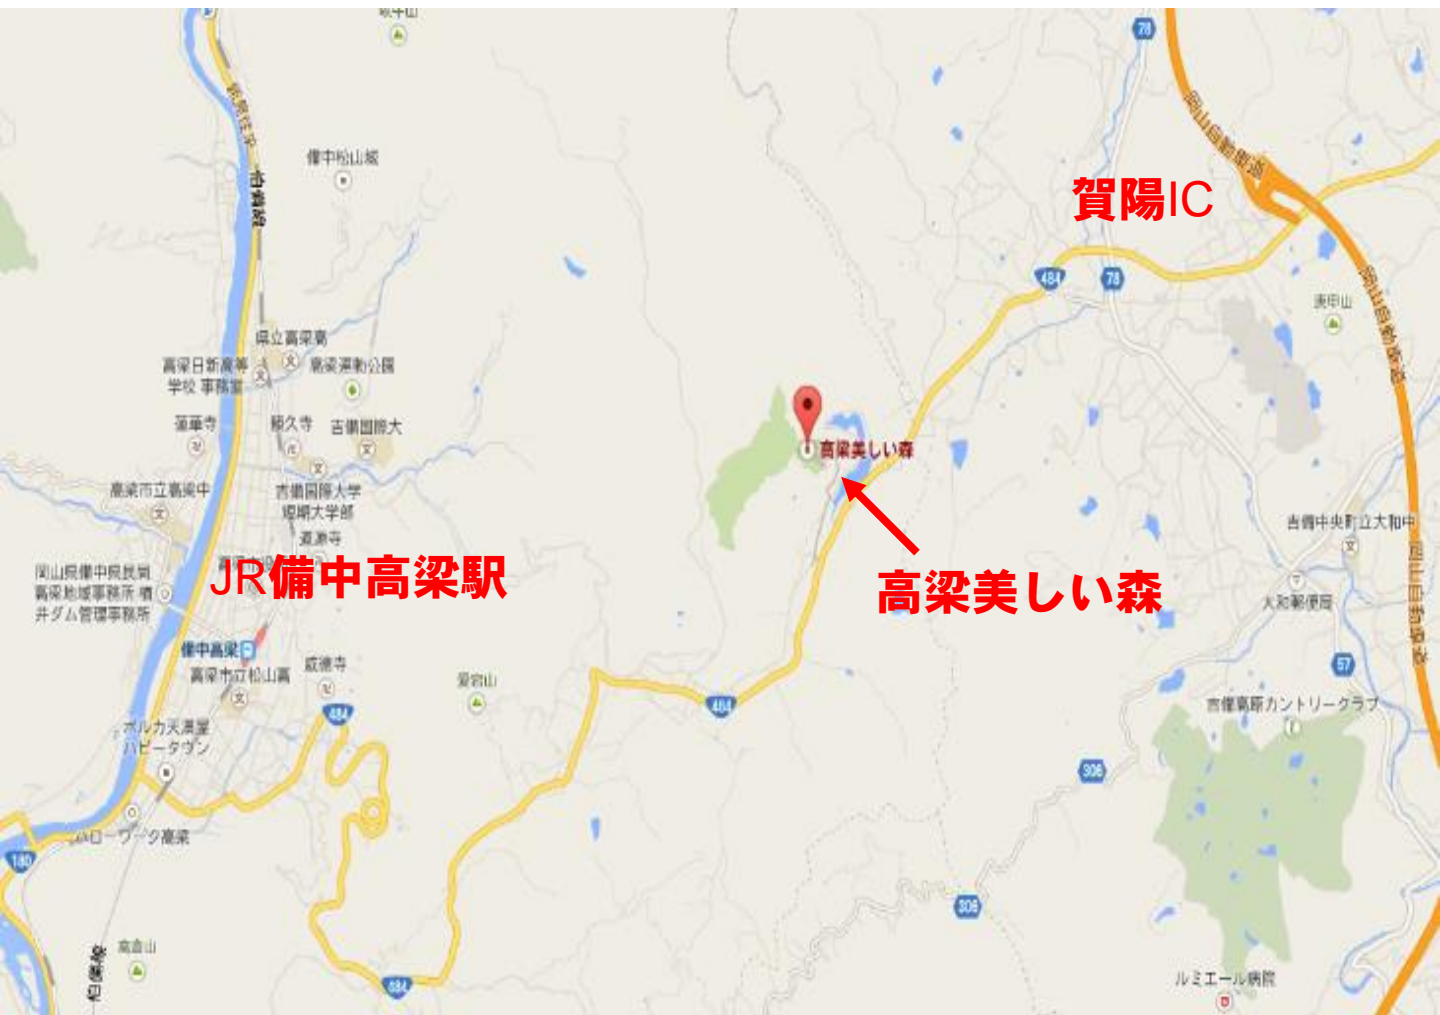 78
岡山自動車道
備中松山城
伯備線
賀陽IC
484
78
岡山自動車道
県立高梁高
高梁日新高等
学校 事務室
高梁運動公園
蓮華寺
頼久寺
吉備国際大
高梁美しい森
高梁市立高梁中
吉備国際大学
短期大学部
道源寺
吉備中央町立大和中
岡山自動車道
JR備中高梁駅
高梁美しい森
岡山県備中県民局
高梁地域事務所 楢
井ダム管理事務所
大和郵便局
備中高梁
高梁市立松山高
威徳寺
愛宕山
57
484
484
吉備高原カントリークラブ
ポルカ天満屋
ハピータウン
306
ハローワーク高梁
180
306
高倉山
伯備線
484
ルミエール病院